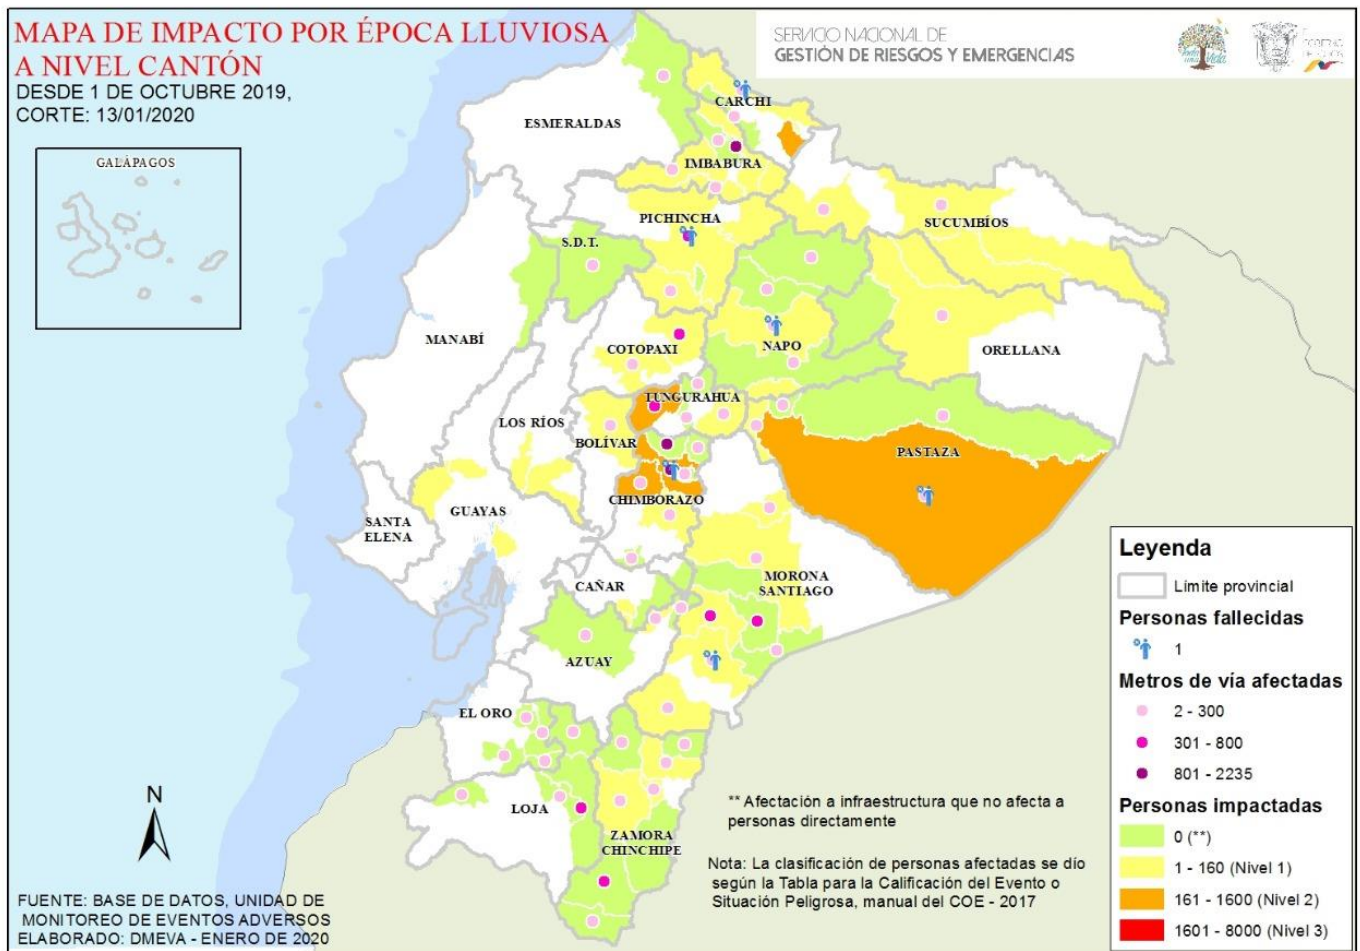 MAPA DE IMPACTO POR ÉPOCA LLUVIOSA
A NIVEL CANTÓN
DESDE 1 DE OCTUBRE 2019,
CORTE: 13/01/2020
SERVICIO NACIONAL DE
GESTIÓN DE RIESGOS Y EMERGENCIAS
GALÁPAGOS
ESMERALDAS
CARCHI
IMBABURA
PICHINCHA
SUCUMBÍOS
S.D.T.
MANABÍ
COTOPAXI
NAPO
ORELLANA
TUNGURAHUA
LOS RÍOS
BOLÍVAR
PASTAZA
CHIMBORAZO
GUAYAS
SANTA
ELENA
CAÑAR
MORONA
SANTIAGO
AZUAY
EL ORO
LOJA
ZAMORA
CHINCHIPE
N
** Afectación a infraestructura que no afecta a
personas directamente
Nota: La clasificación de personas afectadas se dío
según la Tabla para la Calificación del Evento o
Situación Peligrosa, manual del COE - 2017
FUENTE: BASE DE DATOS, UNIDAD DE
MONITOREO DE EVENTOS ADVERSOS
ELABORADO: DMEVA - ENERO DE 2020
Leyenda
Límite provincial
Personas fallecidas
1
Metros de vía afectadas
2 - 300
301 - 800
801 - 2235
Personas impactadas
0 (**)
1 - 160 (Nivel 1)
161 - 1600 (Nivel 2)
1601 - 8000 (Nivel 3)